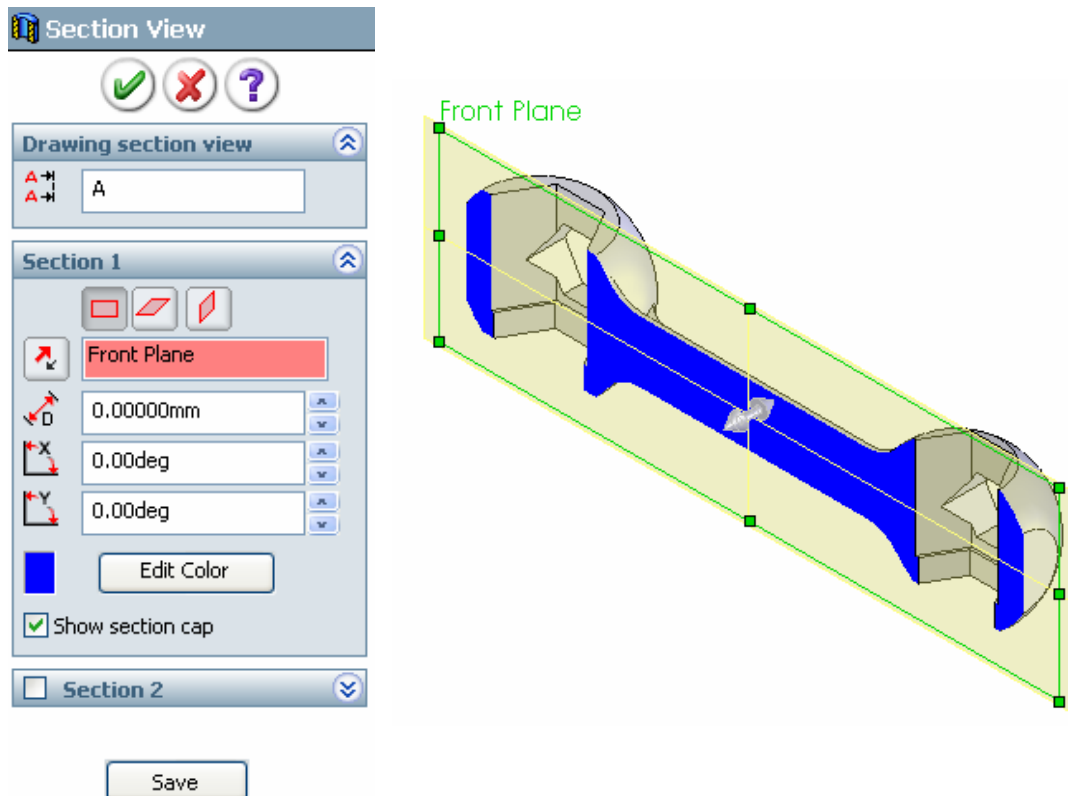 Section View
?
Drawing section view
A
A
A
Section 1
Front Plane
D
0.00000mm
X
0.00deg
Y
0.00deg
Edit Color
Show section cap
Section 2
Save
Front Plane